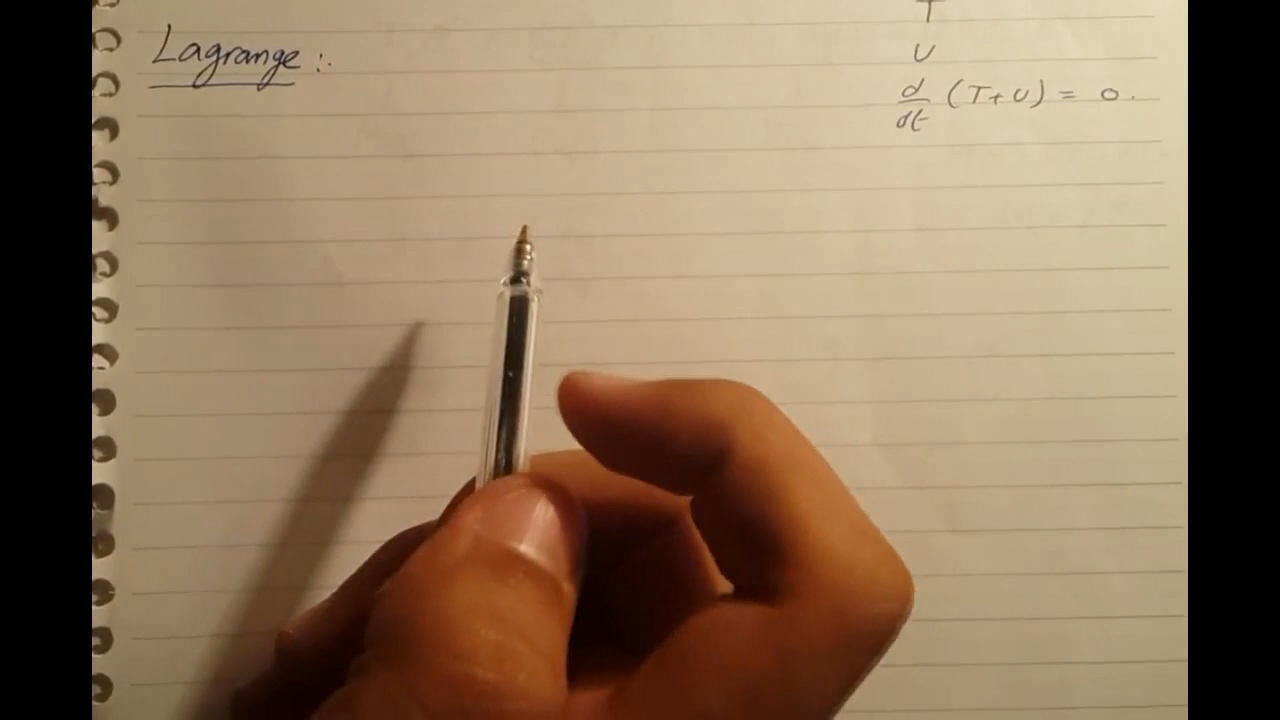 Lagrange :.
T
U
d/dt (T+U) = 0.